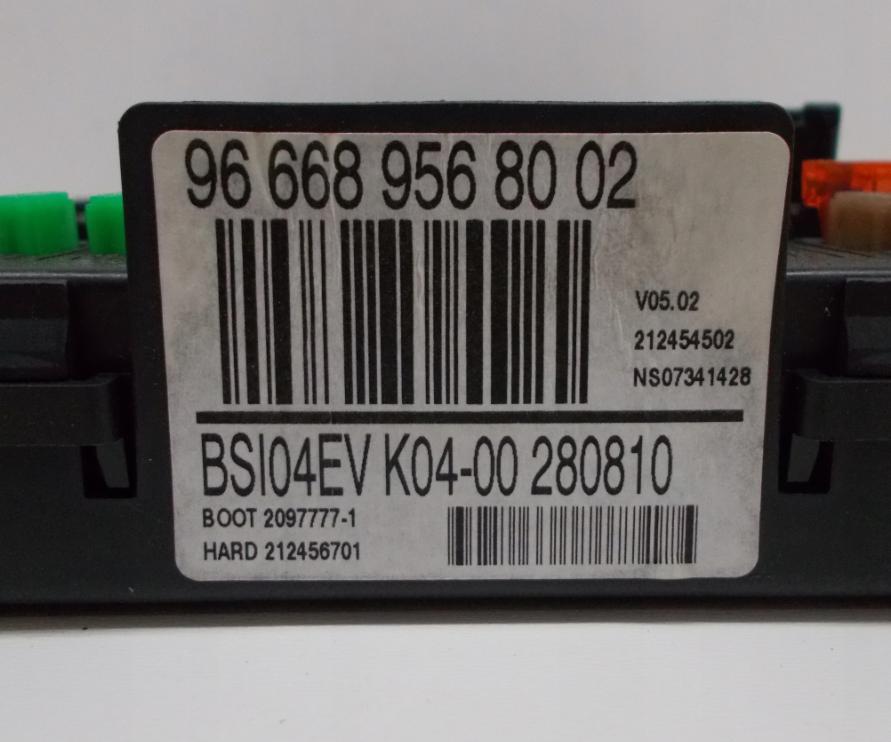 96 668 956 80 02
V05.02
212454502
NS07341428
BSI04EV K04-00 280810
BOOT 2097777-1
HARD 212456701